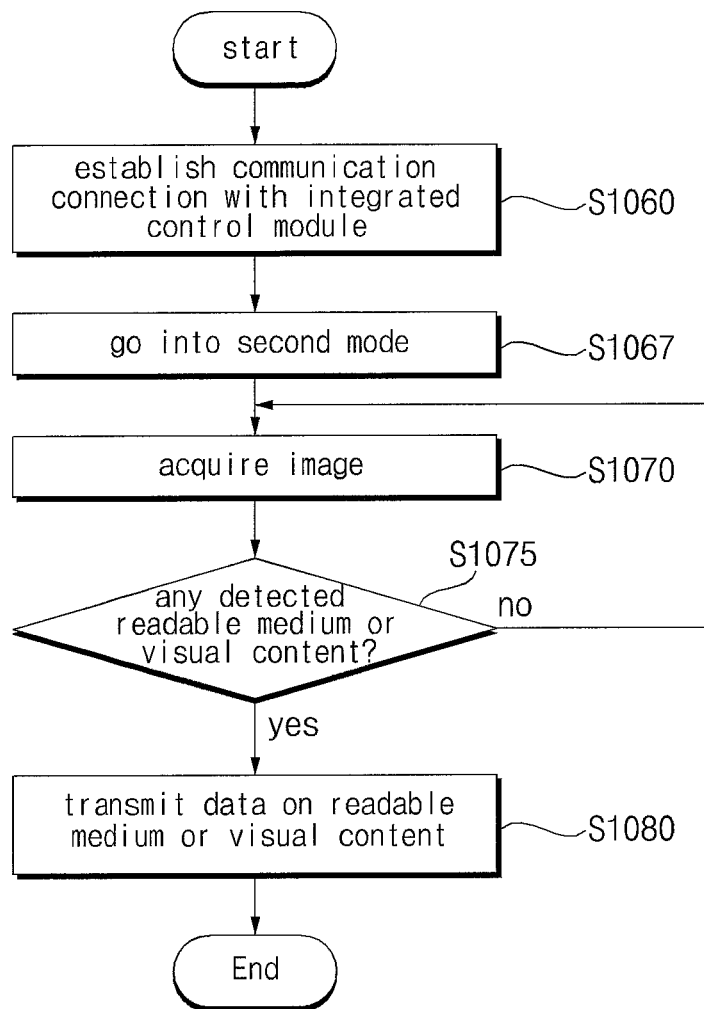 start
establish communication
connection with integrated
control module
S1060
go into second mode
S1067
acquire image
S1070
S1075
any detected
readable medium or
visual content?
no
yes
transmit data on readable
medium or visual content
S1080
End